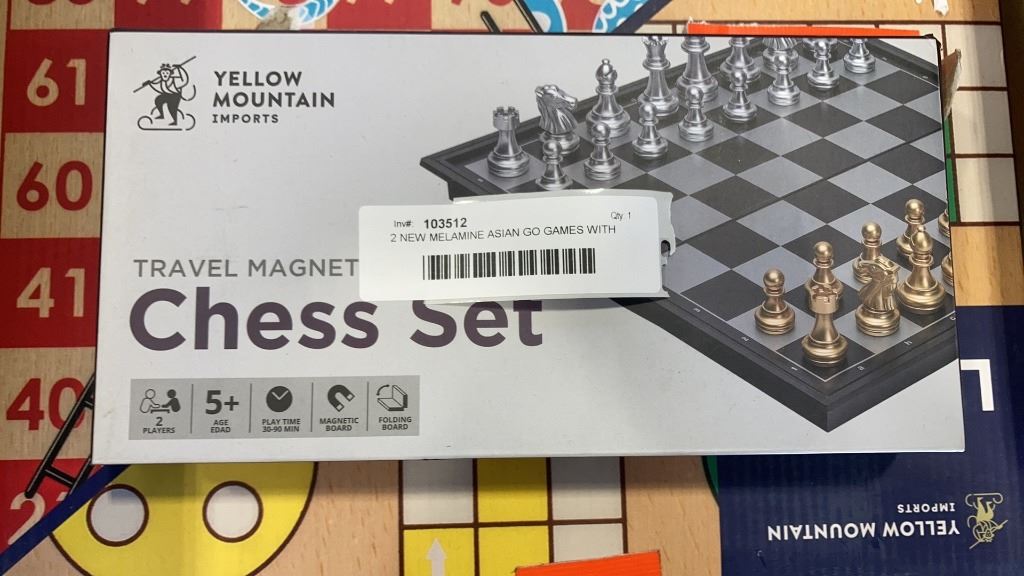 61
60
41
40
YELLOW
MOUNTAIN
IMPORTS
Inv#: 103512
Qty. 1
2 NEW MELAMINE ASIAN GO GAMES WITH
TRAVEL MAGNET
Chess Set
2
PLAYERS
5+
AGE
EDAD
PLAY TIME
30-90 MIN
MAGNETIC
BOARD
FOLDING
BOARD
L
YELLOW MOUNTAIN
IMPORTS